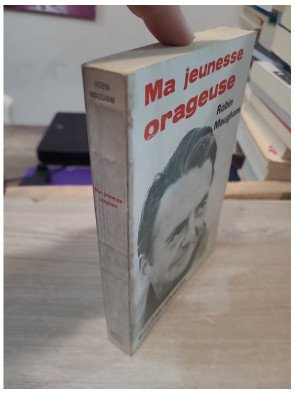 Ma jeunesse
orageuse
Robin
Maugham
ROBIN
MAUGHAM
Ma jeunesse
orageuse